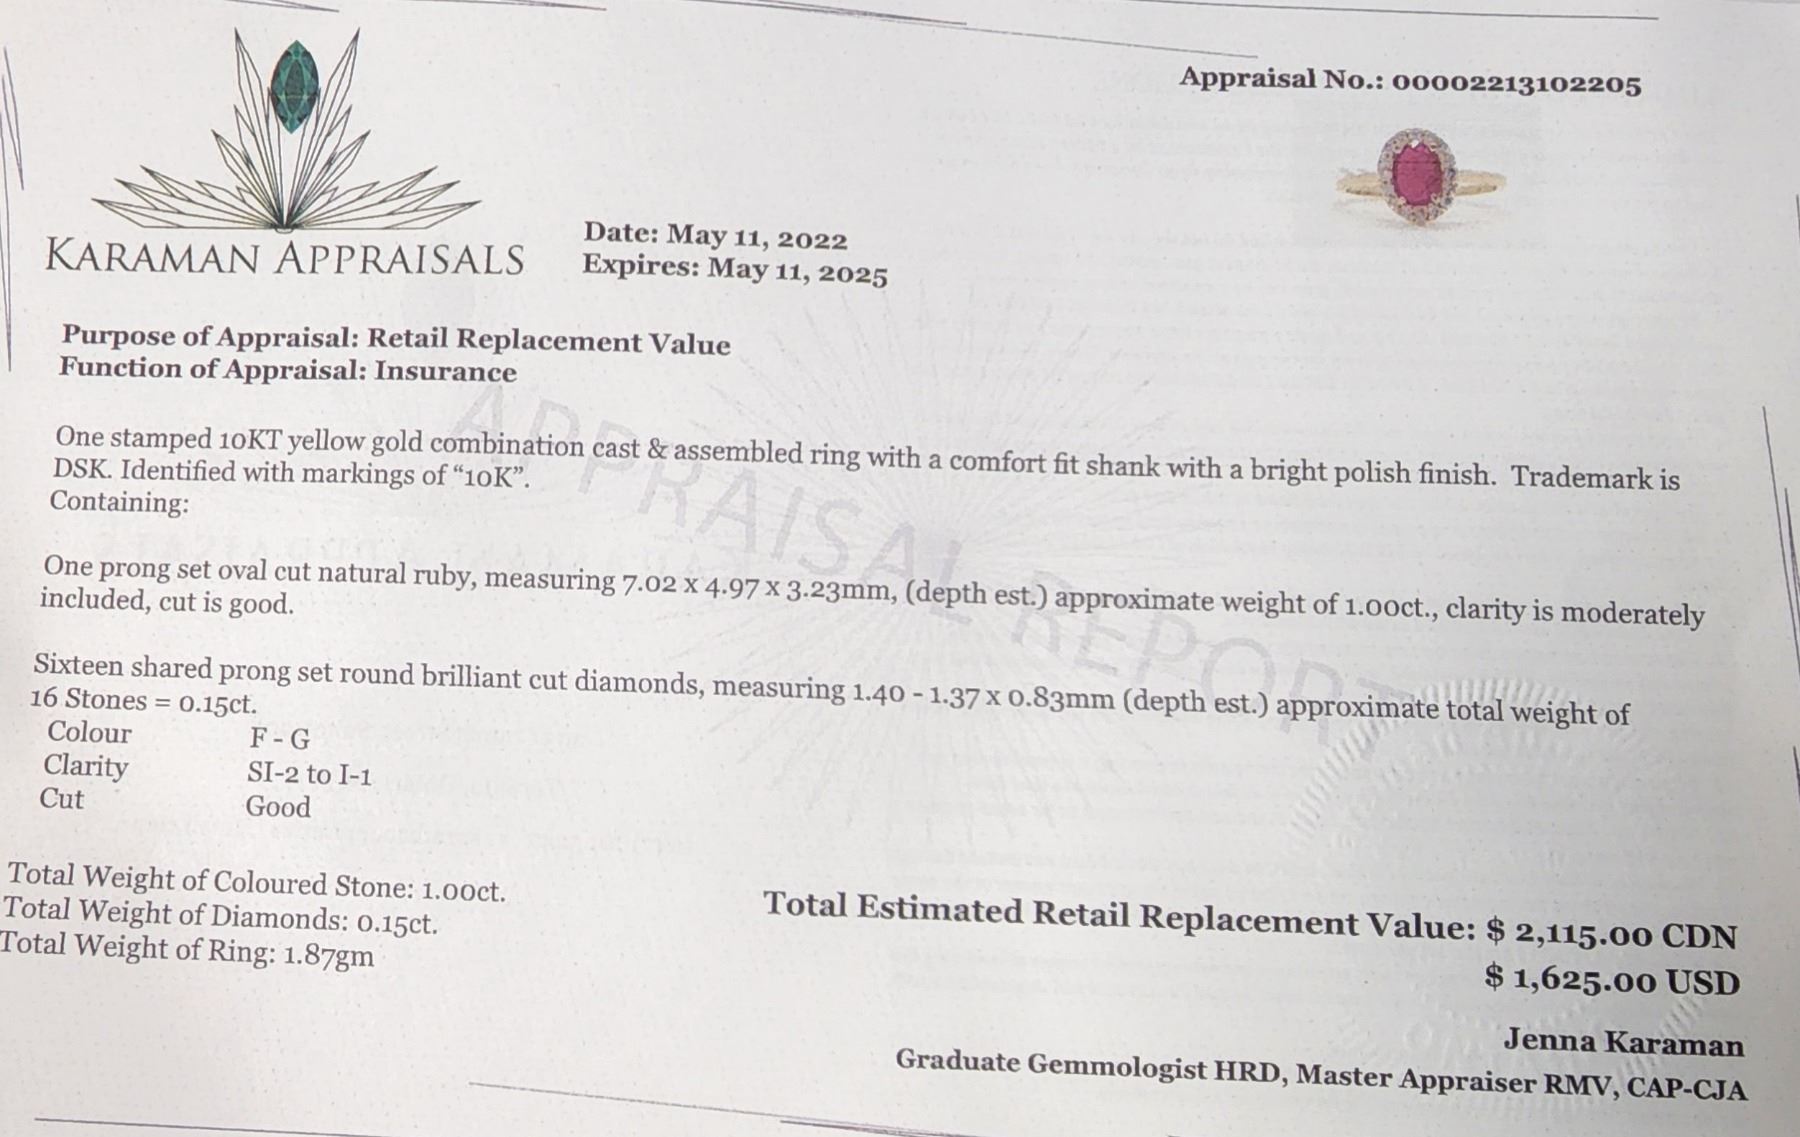 Appraisal No.: 00002213102205
KARAMAN APPRAISALS
Date: May 11, 2022
Expires: May 11, 2025
Purpose of Appraisal: Retail Replacement Value
Function of Appraisal: Insurance
One stamped 10KT yellow gold combination cast & assembled ring with a comfort fit shank with a bright polish finish. Trademark is
DSK. Identified with markings of “10K”.
Containing:
One prong set oval cut natural ruby, measuring 7.02 x 4.97 x 3.23mm, (depth est.) approximate weight of 1.00ct., clarity is moderately
included, cut is good.
Sixteen shared prong set round brilliant cut diamonds, measuring 1.40 - 1.37 x 0.83mm (depth est.) approximate total weight of
16 Stones = 0.15ct.
Colour F - G
Clarity SI-2 to I-1
Cut Good
APPRAISAL REPORT
Total Weight of Coloured Stone: 1.00ct.
Total Weight of Diamonds: 0.15ct.
Total Weight of Ring: 1.87gm
Total Estimated Retail Replacement Value: $ 2,115.00 CDN
$ 1,625.00 USD
Jenna Karaman
Graduate Gemmologist HRD, Master Appraiser RMV, CAP-CJA